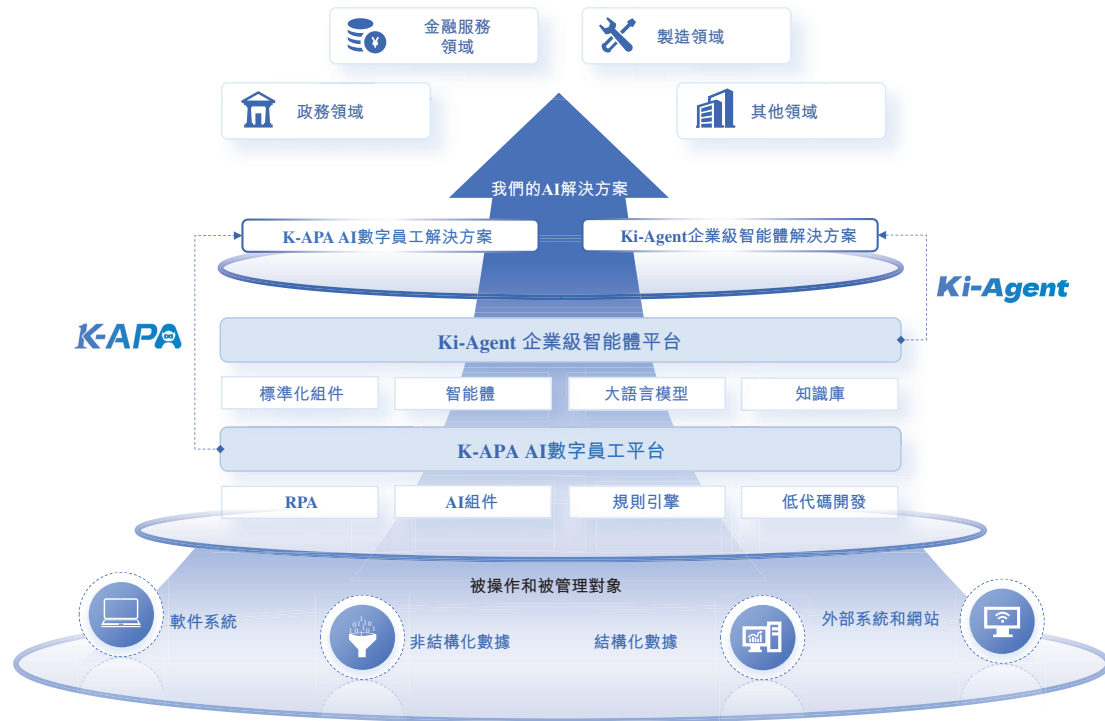 金融服務
領域
製造領域
政務領域
其他領域
我們的AI解決方案
K-APA AI數字員工解決方案
Ki-Agent企業級智能體解決方案
Ki-Agent
K-APA
Ki-Agent 企業級智能體平台
標準化組件
智能體
大語言模型
知識庫
K-APA AI數字員工平台
RPA
AI組件
規則引擎
低代碼開發
被操作和被管理對象
軟件系統
非結構化數據
結構化數據
外部系統和網站